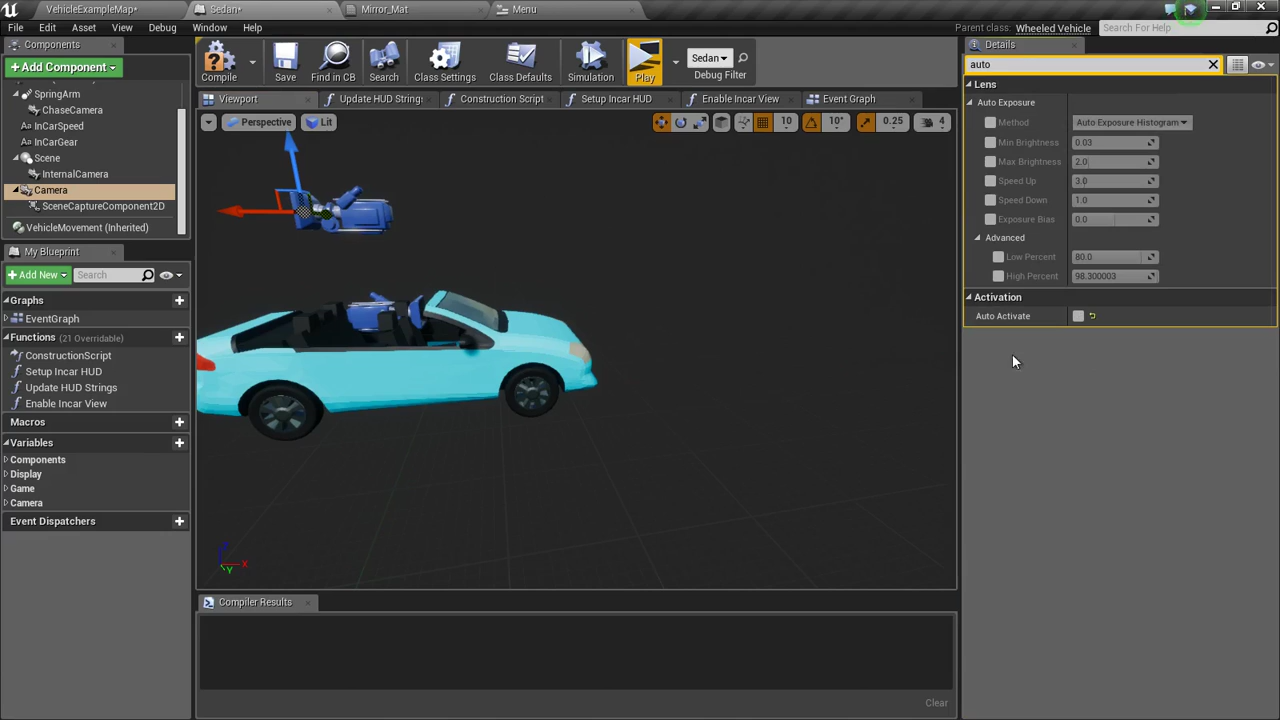 VehicleExampleMap*
Sedan*
Mirror_Mat
Menu
File Edit Asset View Debug Window Help
Parent class: Wheeled Vehicle
Search For Help
Components
+Add Component
SpringArm
ChaseCamera
InCarSpeed
InCarGear
Scene
InternalCamera
Camera
SceneCaptureComponent2D
VehicleMovement (Inherited)
My Blueprint
+Add New
Search
Graphs
EventGraph
Functions (21 Overridable)
ConstructionScript
Setup Incar HUD
Update HUD Strings
Enable Incar View
Macros
Variables
Components
Display
Game
Camera
Event Dispatchers
Compile
Save
Find in CB
Search
Class Settings
Class Defaults
Simulation
Play
Sedan
Debug Filter
Viewport
Update HUD Strings
Construction Script
Setup Incar HUD
Enable Incar View
Event Graph
Perspective
Lit
10
10°
0.25
4
X
Y
Compiler Results
Clear
Details
auto
Lens
Auto Exposure
Method Auto Exposure Histogram
Min Brightness 0.03
Max Brightness 2.0
Speed Up 3.0
Speed Down 1.0
Exposure Bias 0.0
Advanced
Low Percent 80.0
High Percent 98.300003
Activation
Auto Activate